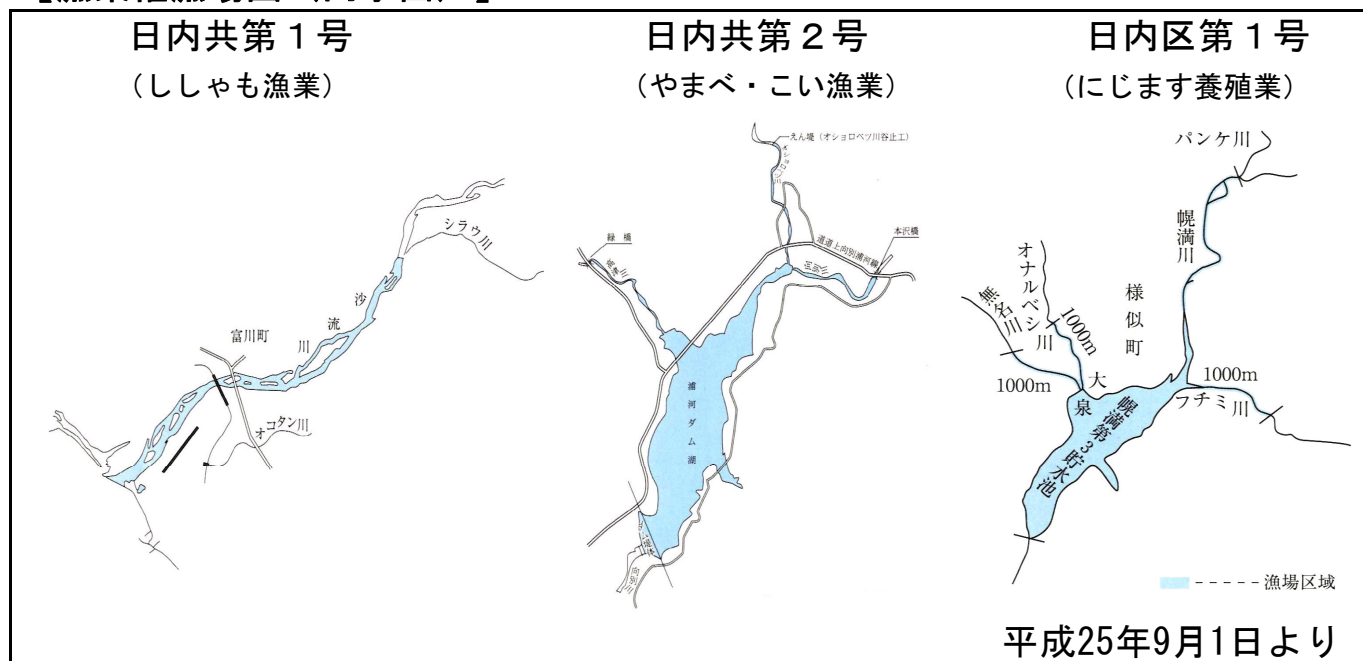 日内共第１号
（ししゃも漁業）
シラウ川
沙流川
富川町
オコタン川
日内共第２号
（やまべ・こい漁業）
えん堤（オショロベツ川谷止工）
緑橋
道道上向別浦河線
本沢橋
向別川
浦河ダム湖
向別川
日内区第１号
（にじます養殖業）
パンケ川
幌満川
オナルベシ川
無名川
様似町
1000m
1000m
大泉
1000m
フチミ川
幌満第３貯水池
漁場区域
平成25年9月1日より